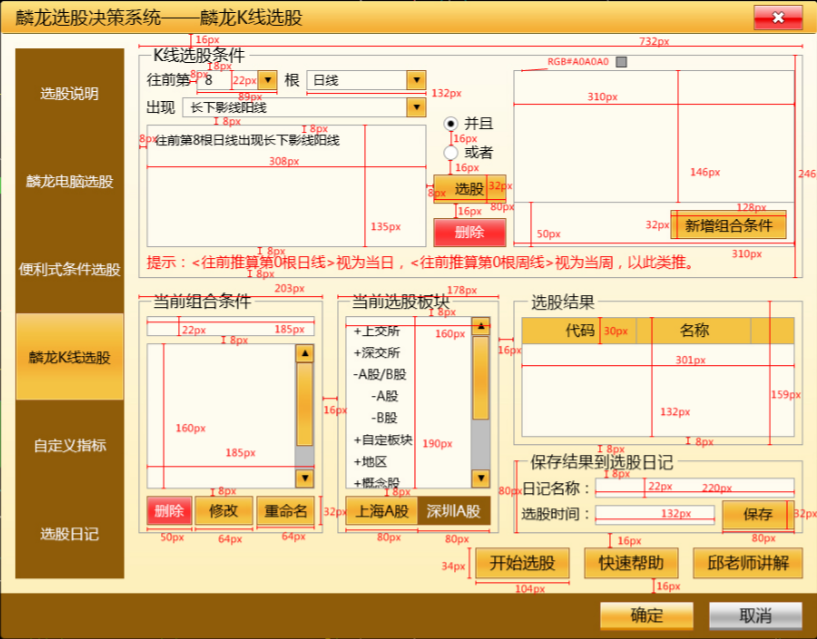 麟龙选股决策系统——麟龙K线选股
16px
732px
K线选股条件
RGB#A0A0A0
8px
往前第 8 22px 根 日线
8px
89px
132px
310px
出现 长下影线阳线
8px
8px
并且
8px
往前第8根日线出现长下影线阳线
16px
或者
308px
16px
146px
246
选股 32px
8px
80px
16px
128px
135px
删除
50px
32px
新增组合条件
8px
310px
提示：<往前推算第0根日线>视为当日，<往前推算第0根周线>视为当周，以此类推。
8px
选股说明
麟龙电脑选股
便利式条件选股
麟龙K线选股
自定义指标
选股日记
203px
当前组合条件
22px
185px
8px
160px
185px
16px
8px
删除
修改
重命名
32px
50px
64px
64px
178px
当前选股板块
8px
+上交所
160px
+深交所
-A股/B股
-A股
-B股
+自定板块
190px
+地区
+概念股
8px
上海A股
深圳A股
80px
80px
16px
选股结果
代码 30px 名称
301px
159px
132px
8px
8px
保存结果到选股日记
8px
日记名称：
22px
220px
80px
选股时间：
132px
保存
32px
80px
16px
34px
开始选股
快速帮助
邱老师讲解
104px
16px
确定
取消